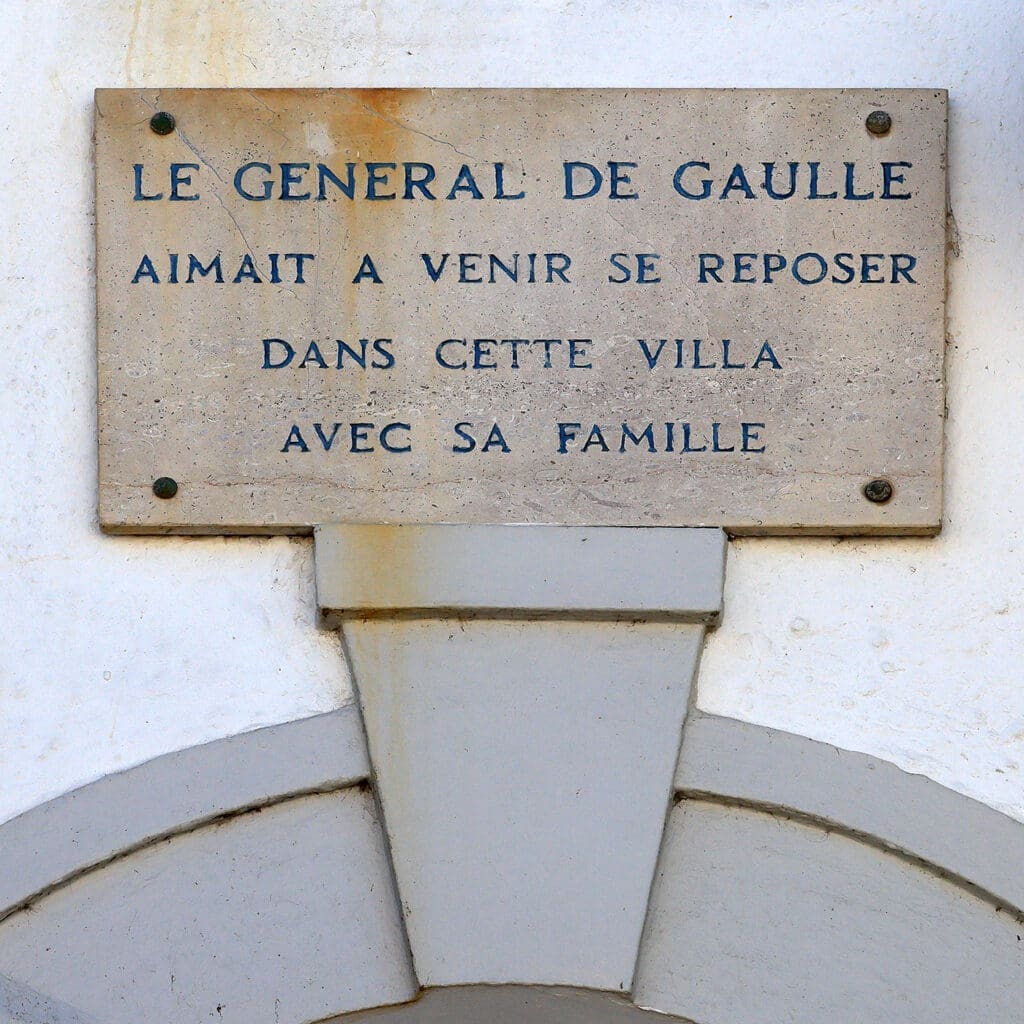 LE GENERAL DE GAULLE
AIMAIT A VENIR SE REPOSER
DANS CETTE VILLA
AVEC SA FAMILLE